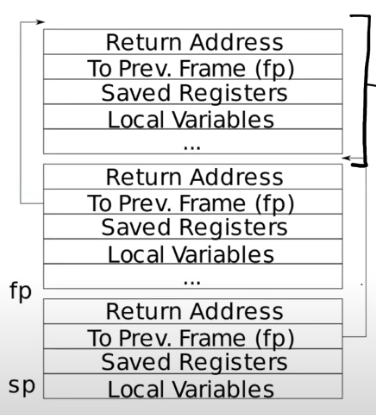 Return Address
To Prev. Frame (fp)
Saved Registers
Local Variables
...
Return Address
To Prev. Frame (fp)
Saved Registers
Local Variables
...
fp
Return Address
To Prev. Frame (fp)
Saved Registers
sp Local Variables